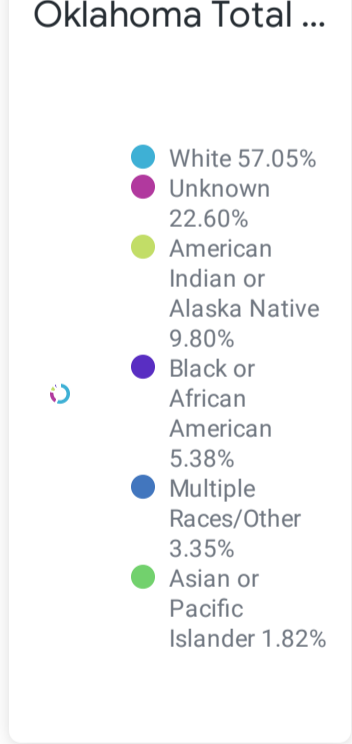 Oklahoma Total ...
White 57.05%
Unknown
22.60%
American
Indian or
Alaska Native
9.80%
Black or
African
American
5.38%
Multiple
Races/Other
3.35%
Asian or
Pacific
Islander 1.82%